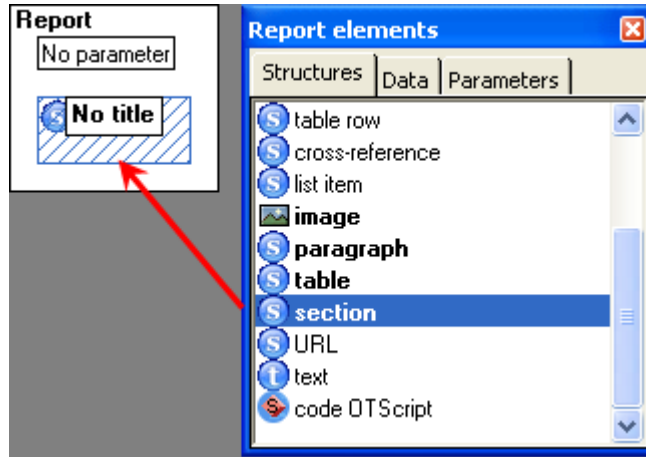 Report
No parameter
No title
Report elements
Structures Data Parameters
table row
cross-reference
list item
image
paragraph
table
section
URL
text
code OTScript